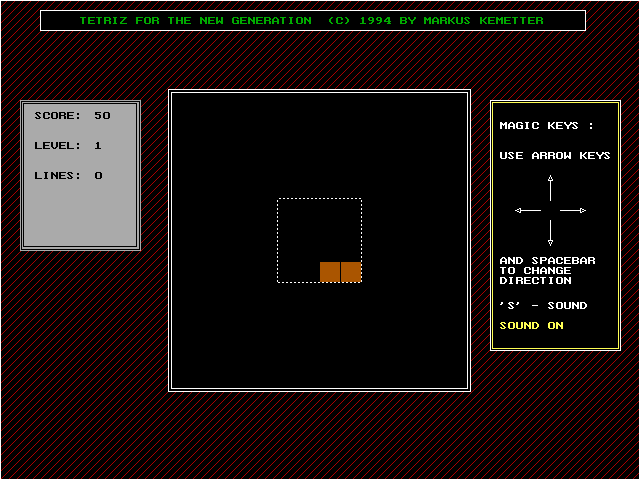 TETRIZ FOR THE NEW GENERATION (C) 1994 BY MARKUS KEMETTER
SCORE: 50
LEVEL: 1
LINES: 0
MAGIC KEYS :
USE ARROW KEYS
AND SPACEBAR
TO CHANGE
DIRECTION
'S' - SOUND
SOUND ON